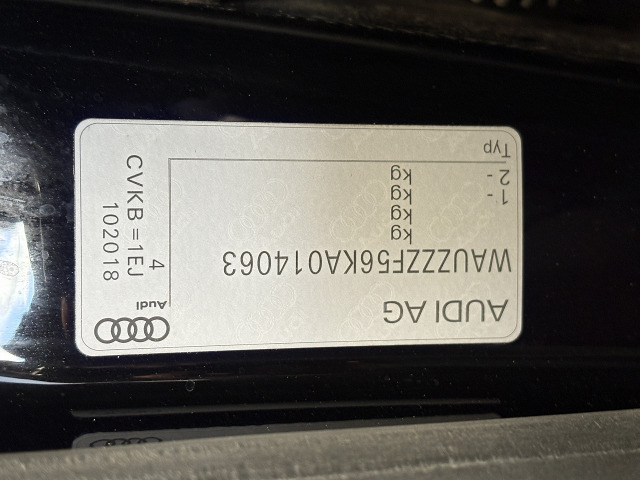 AUDI AG
WAUZZZF56KA014063
kg
kg
1 - kg
2 - kg
Typ
Audi
4
CVKB =1EJ
102018